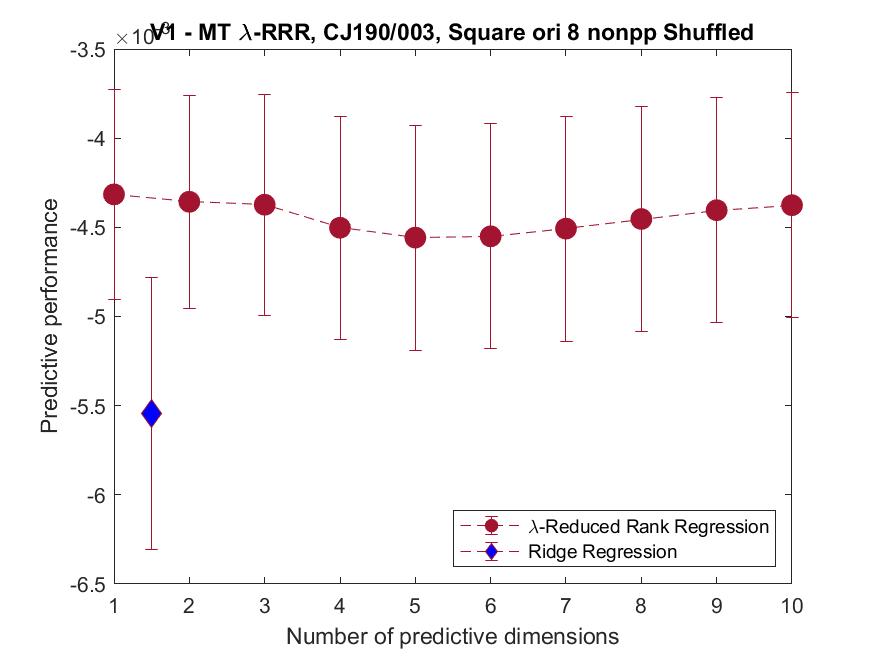 V1 - MT λ-RRR, CJ190/003, Square ori 8 nonpp Shuffled
×10
-3.5
-4
-4.5
-5
-5.5
-6
-6.5
Predictive performance
λ-Reduced Rank Regression
Ridge Regression
1 2 3 4 5 6 7 8 9 10
Number of predictive dimensions